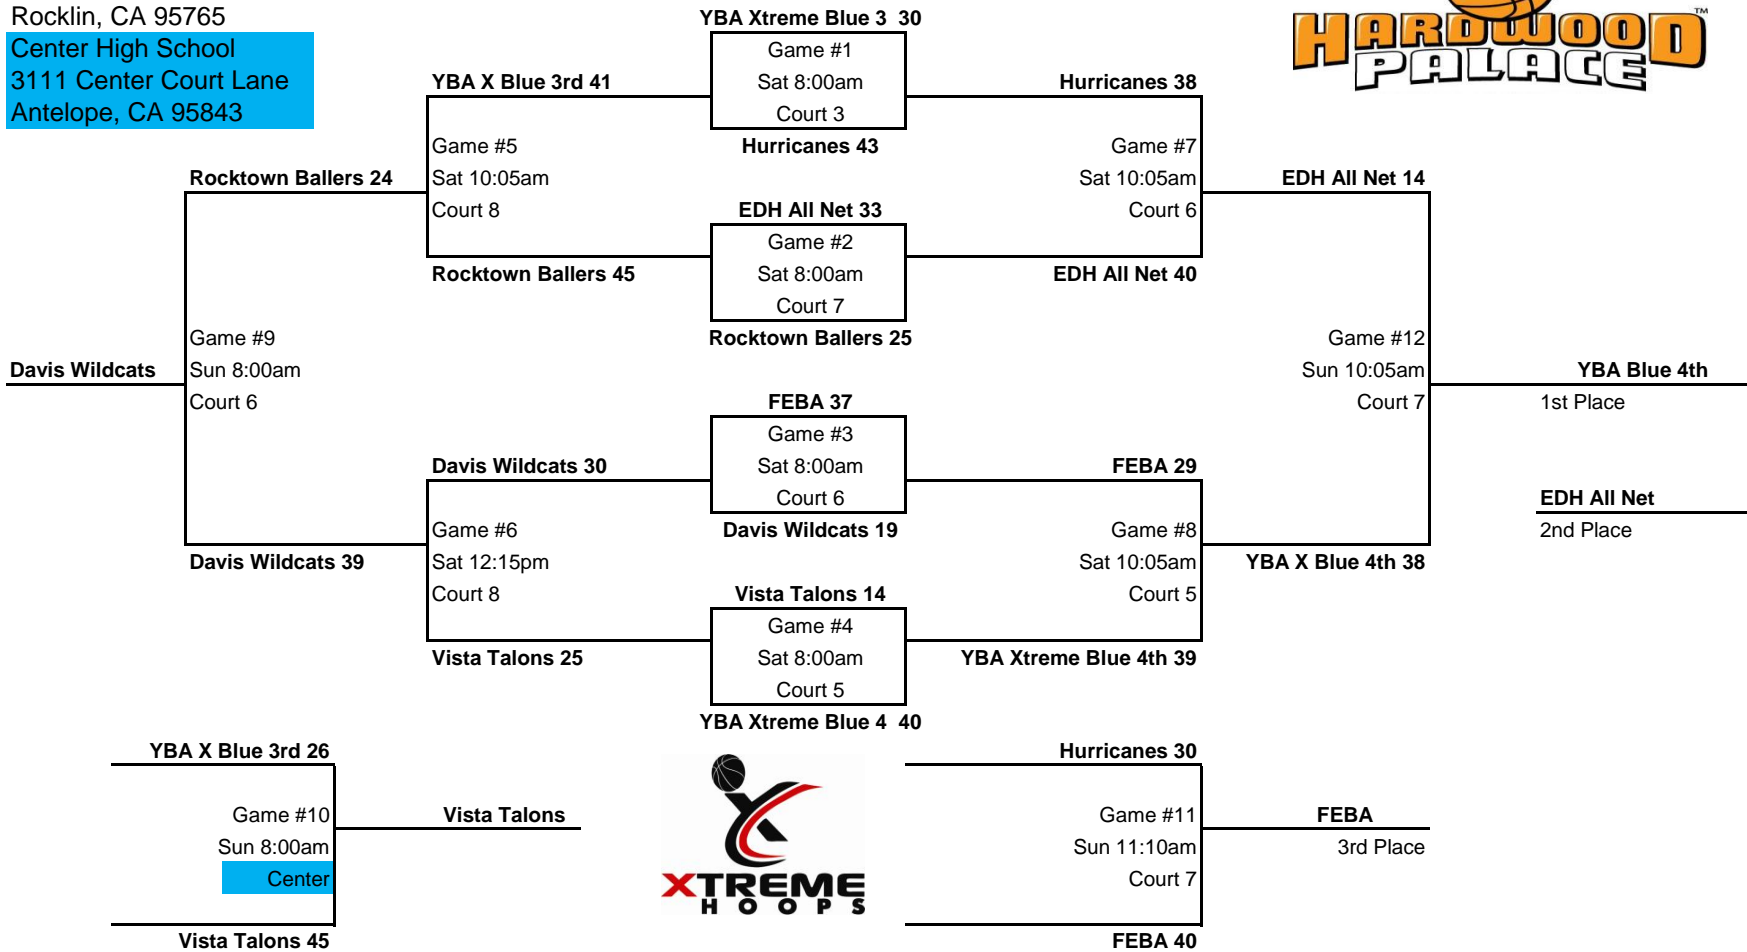 Rocklin, CA 95765
Center High School
3111 Center Court Lane
Antelope, CA 95843
HARDWOOD
PALACE
TM
YBA Xtreme Blue 3  30
Game #1
Sat 8:00am
Court 3
Hurricanes 43
YBA X Blue 3rd 41
Game #5
Sat 10:05am
Court 8
Rocktown Ballers 45
Hurricanes 38
Game #7
Sat 10:05am
Court 6
EDH All Net 40
Rocktown Ballers 24
EDH All Net 14
EDH All Net 33
Game #2
Sat 8:00am
Court 7
Rocktown Ballers 25
Game #9
Sun 8:00am
Court 6
Davis Wildcats
Game #12
Sun 10:05am
Court 7
YBA Blue 4th
1st Place
FEBA 37
Game #3
Sat 8:00am
Court 6
Davis Wildcats 19
Davis Wildcats 30
Game #6
Sat 12:15pm
Court 8
Vista Talons 25
FEBA 29
Game #8
Sat 10:05am
Court 5
YBA Xtreme Blue 4th 39
EDH All Net
2nd Place
Davis Wildcats 39
YBA X Blue 4th 38
Vista Talons 14
Game #4
Sat 8:00am
Court 5
YBA Xtreme Blue 4  40
YBA X Blue 3rd 26
Game #10
Sun 8:00am
Center
Vista Talons 45
Vista Talons
XTREME
HOOPS
Hurricanes 30
Game #11
Sun 11:10am
Court 7
FEBA 40
FEBA
3rd Place